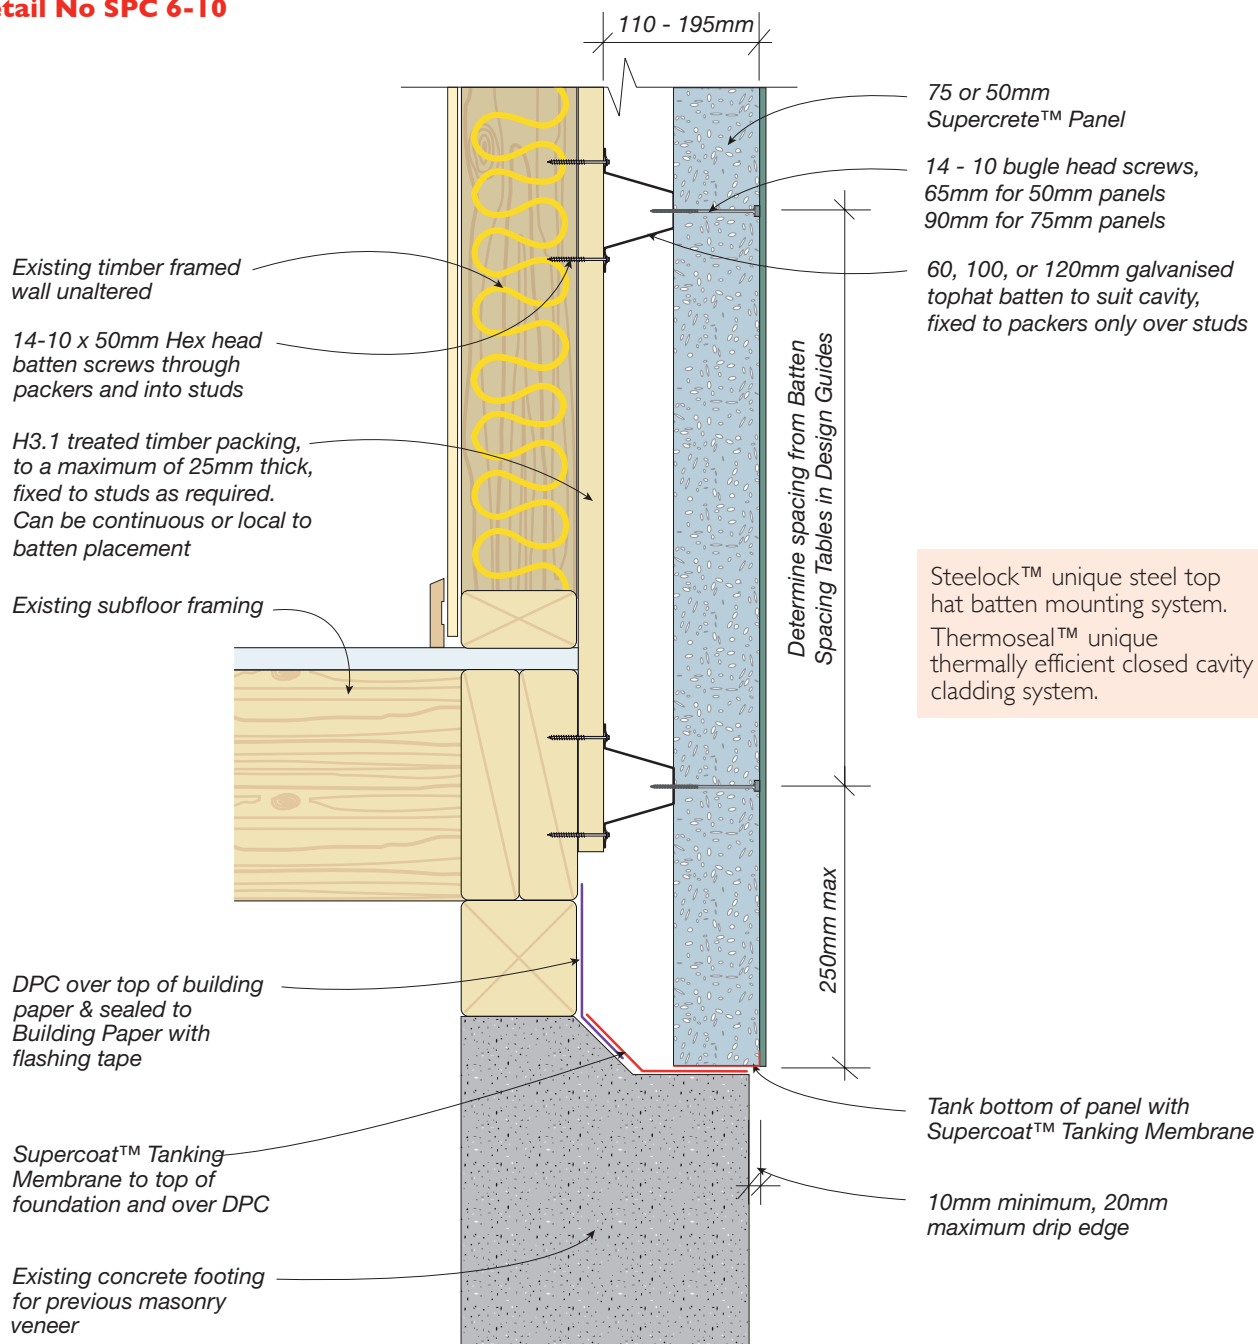 etail No SPC 6-10
110 - 195mm
75 or 50mm
Supercrete™ Panel
14 - 10 bugle head screws,
65mm for 50mm panels
90mm for 75mm panels
60, 100, or 120mm galvanised
tophat batten to suit cavity,
fixed to packers only over studs
Existing timber framed
wall unaltered
14-10 x 50mm Hex head
batten screws through
packers and into studs
H3.1 treated timber packing,
to a maximum of 25mm thick,
fixed to studs as required.
Can be continuous or local to
batten placement
Existing subfloor framing
Determine spacing from Batten
Spacing Tables in Design Guides
Steelock™ unique steel top
hat batten mounting system.
Thermoseal™ unique
thermally efficient closed cavity
cladding system.
250mm max
DPC over top of building
paper & sealed to
Building Paper with
flashing tape
Supercoat™ Tanking
Membrane to top of
foundation and over DPC
Existing concrete footing
for previous masonry
veneer
Tank bottom of panel with
Supercoat™ Tanking Membrane
10mm minimum, 20mm
maximum drip edge